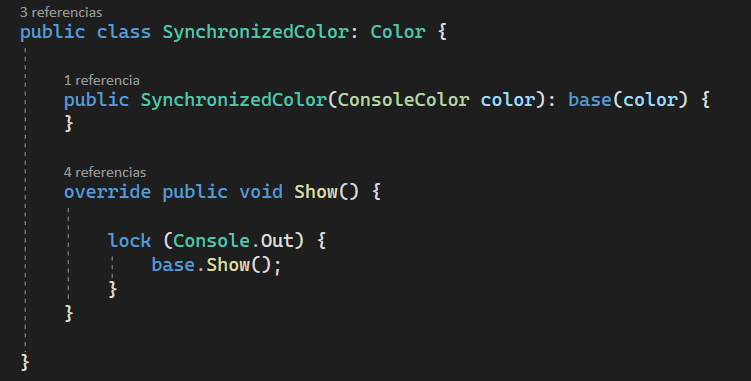 3 referencias
public class SynchronizedColor: Color {
1 referencia
public SynchronizedColor(ConsoleColor color): base(color) {
}
4 referencias
override public void Show() {
lock (Console.Out) {
base.Show();
}
}
}